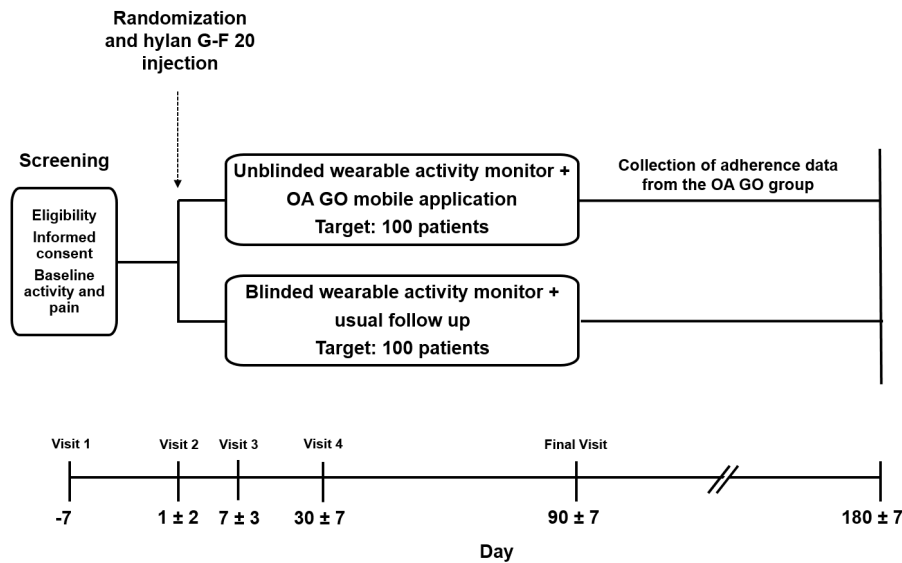 Randomization
and hylan G-F 20
injection
Screening
Eligibility
Informed
consent
Baseline
activity and
pain
Unblinded wearable activity monitor +
OA GO mobile application
Target: 100 patients
Collection of adherence data
from the OA GO group
Blinded wearable activity monitor +
usual follow up
Target: 100 patients
Visit 1
Visit 2
Visit 3
Visit 4
Final Visit
-7
1 ± 2
7 ± 3
30 ± 7
90 ± 7
180 ± 7
Day